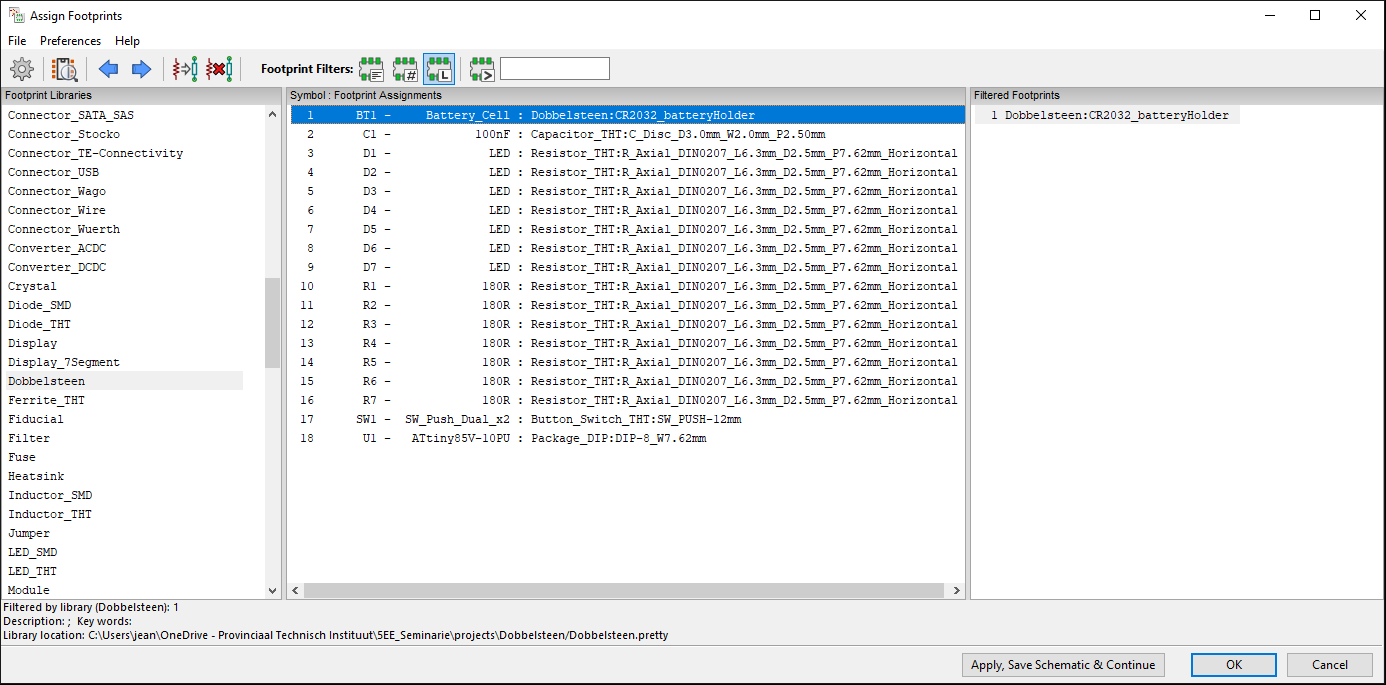 Assign Footprints
File Preferences Help
Footprint Filters: # L >
Footprint Libraries
Connector_SATA_SAS
Connector_Stocko
Connector_TE-Connectivity
Connector_USB
Connector_Wago
Connector_Wire
Connector_Wuerth
Converter_ACDC
Converter_DCDC
Crystal
Diode_SMD
Diode_THT
Display
Display_7Segment
Dobbelsteen
Ferrite_THT
Fiducial
Filter
Fuse
Heatsink
Inductor_SMD
Inductor_THT
Jumper
LED_SMD
LED_THT
Module
Symbol : Footprint Assignments
1 BT1 - Battery_Cell : Dobbelsteen:CR2032_batteryHolder
2 C1 - 100nF : Capacitor_THT:C_Disc_D3.0mm_W2.0mm_P2.50mm
3 D1 - LED : Resistor_THT:R_Axial_DIN0207_L6.3mm_D2.5mm_P7.62mm_Horizontal
4 D2 - LED : Resistor_THT:R_Axial_DIN0207_L6.3mm_D2.5mm_P7.62mm_Horizontal
5 D3 - LED : Resistor_THT:R_Axial_DIN0207_L6.3mm_D2.5mm_P7.62mm_Horizontal
6 D4 - LED : Resistor_THT:R_Axial_DIN0207_L6.3mm_D2.5mm_P7.62mm_Horizontal
7 D5 - LED : Resistor_THT:R_Axial_DIN0207_L6.3mm_D2.5mm_P7.62mm_Horizontal
8 D6 - LED : Resistor_THT:R_Axial_DIN0207_L6.3mm_D2.5mm_P7.62mm_Horizontal
9 D7 - LED : Resistor_THT:R_Axial_DIN0207_L6.3mm_D2.5mm_P7.62mm_Horizontal
10 R1 - 180R : Resistor_THT:R_Axial_DIN0207_L6.3mm_D2.5mm_P7.62mm_Horizontal
11 R2 - 180R : Resistor_THT:R_Axial_DIN0207_L6.3mm_D2.5mm_P7.62mm_Horizontal
12 R3 - 180R : Resistor_THT:R_Axial_DIN0207_L6.3mm_D2.5mm_P7.62mm_Horizontal
13 R4 - 180R : Resistor_THT:R_Axial_DIN0207_L6.3mm_D2.5mm_P7.62mm_Horizontal
14 R5 - 180R : Resistor_THT:R_Axial_DIN0207_L6.3mm_D2.5mm_P7.62mm_Horizontal
15 R6 - 180R : Resistor_THT:R_Axial_DIN0207_L6.3mm_D2.5mm_P7.62mm_Horizontal
16 R7 - 180R : Resistor_THT:R_Axial_DIN0207_L6.3mm_D2.5mm_P7.62mm_Horizontal
17 SW1 - SW_Push_Dual_x2 : Button_Switch_THT:SW_PUSH-12mm
18 U1 - ATtiny85V-10PU : Package_DIP:DIP-8_W7.62mm
Filtered Footprints
1 Dobbelsteen:CR2032_batteryHolder
Filtered by library (Dobbelsteen): 1
Description: ; Key words:
Library location: C:\Users\jean\OneDrive - Provinciaal Technisch Instituut\5EE_Seminarie\projects\Dobbelsteen/Dobbelsteen.pretty
Apply, Save Schematic & Continue OK Cancel